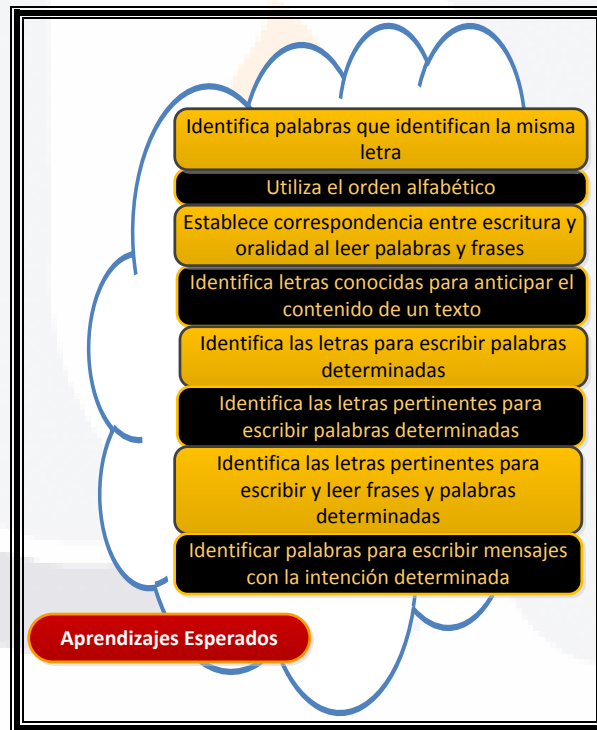 Identifica palabras que identifican la misma
letra
Utiliza el orden alfabético
Establece correspondencia entre escritura y
oralidad al leer palabras y frases
Identifica letras conocidas para anticipar el
contenido de un texto
Identifica las letras para escribir palabras
determinadas
Identifica las letras pertinentes para
escribir palabras determinadas
Identifica las letras pertinentes para
escribir y leer frases y palabras
determinadas
Identificar palabras para escribir mensajes
con la intención determinada
Aprendizajes Esperados